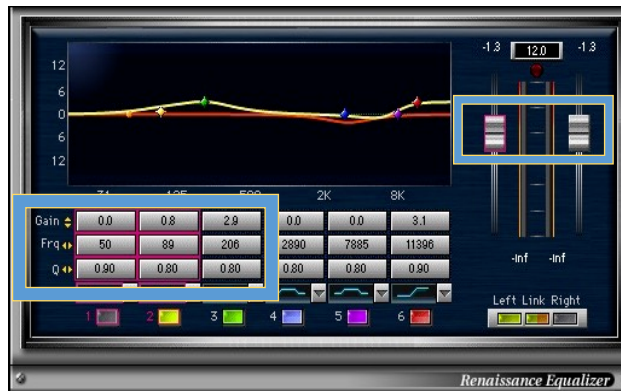 -1.3 12.0 -1.3
12
6
0
6
12
2K 8K
Gain 0.0 0.8 2.9 0.0 0.0 3.1
Frq 50 89 206 2890 7885 11396
Q 0.90 0.80 0.80 0.80 0.80 0.90
-Inf -Inf
Left Link Right
1 2 3 4 5 6
Renaissance Equalizer